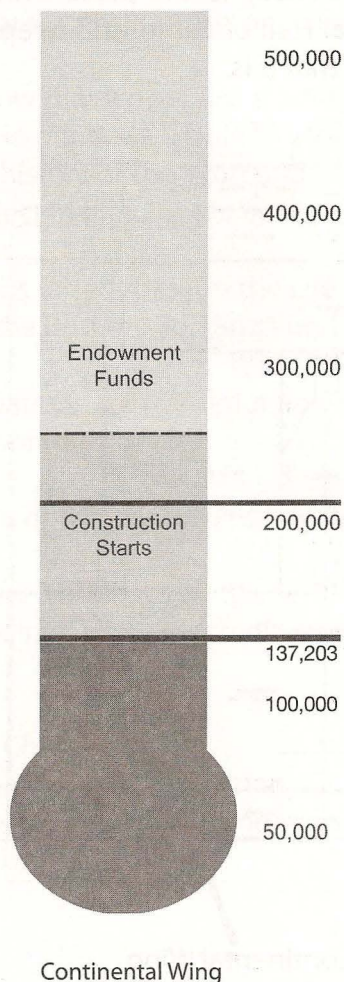 500,000
400,000
Endowment
Funds
300,000
Construction
Starts
200,000
137,203
100,000
50,000
Continental Wing